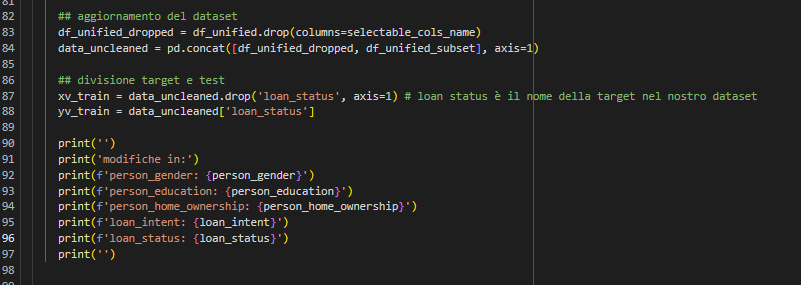 81
82 ## aggiornamento del dataset
83 df_unified_dropped = df_unified.drop(columns=selectable_cols_name)
84 data_uncleaned = pd.concat([df_unified_dropped, df_unified_subset], axis=1)
85
86 ## divisione target e test
87 xv_train = data_uncleaned.drop('loan_status', axis=1) # loan status è il nome della target nel nostro dataset
88 yv_train = data_uncleaned['loan_status']
89
90 print('')
91 print('modifiche in:')
92 print(f'person_gender: {person_gender}')
93 print(f'person_education: {person_education}')
94 print(f'person_home_ownership: {person_home_ownership}')
95 print(f'loan_intent: {loan_intent}')
96 print(f'loan_status: {loan_status}')
97 print('')
98